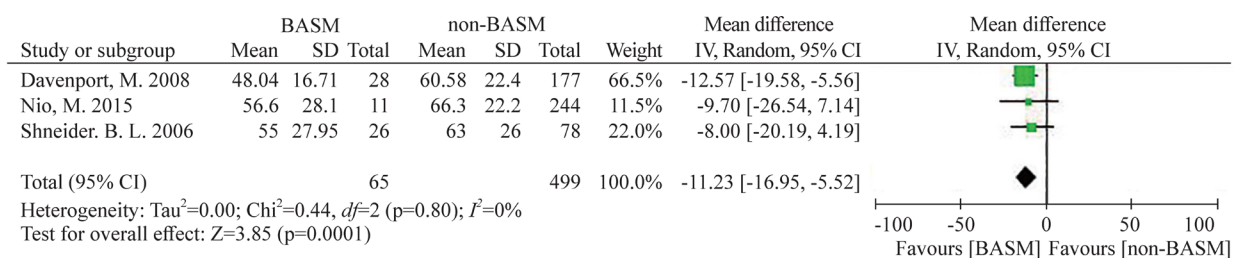 BASM non-BASM Mean difference Mean difference
Study or subgroup Mean SD Total Mean SD Total Weight IV, Random, 95% CI IV, Random, 95% CI
Davenport, M. 2008 48.04 16.71 28 60.58 22.4 177 66.5% -12.57 [-19.58, -5.56]
Nio, M. 2015 56.6 28.1 11 66.3 22.2 244 11.5% -9.70 [-26.54, 7.14]
Shneider. B. L. 2006 55 27.95 26 63 26 78 22.0% -8.00 [-20.19, 4.19]
Total (95% CI) 65 499 100.0% -11.23 [-16.95, -5.52]
Heterogeneity: Tau²=0.00; Chi²=0.44, df=2 (p=0.80); I²=0%
Test for overall effect: Z=3.85 (p=0.0001)
-100 -50 0 50 100
Favours [BASM] Favours [non-BASM]